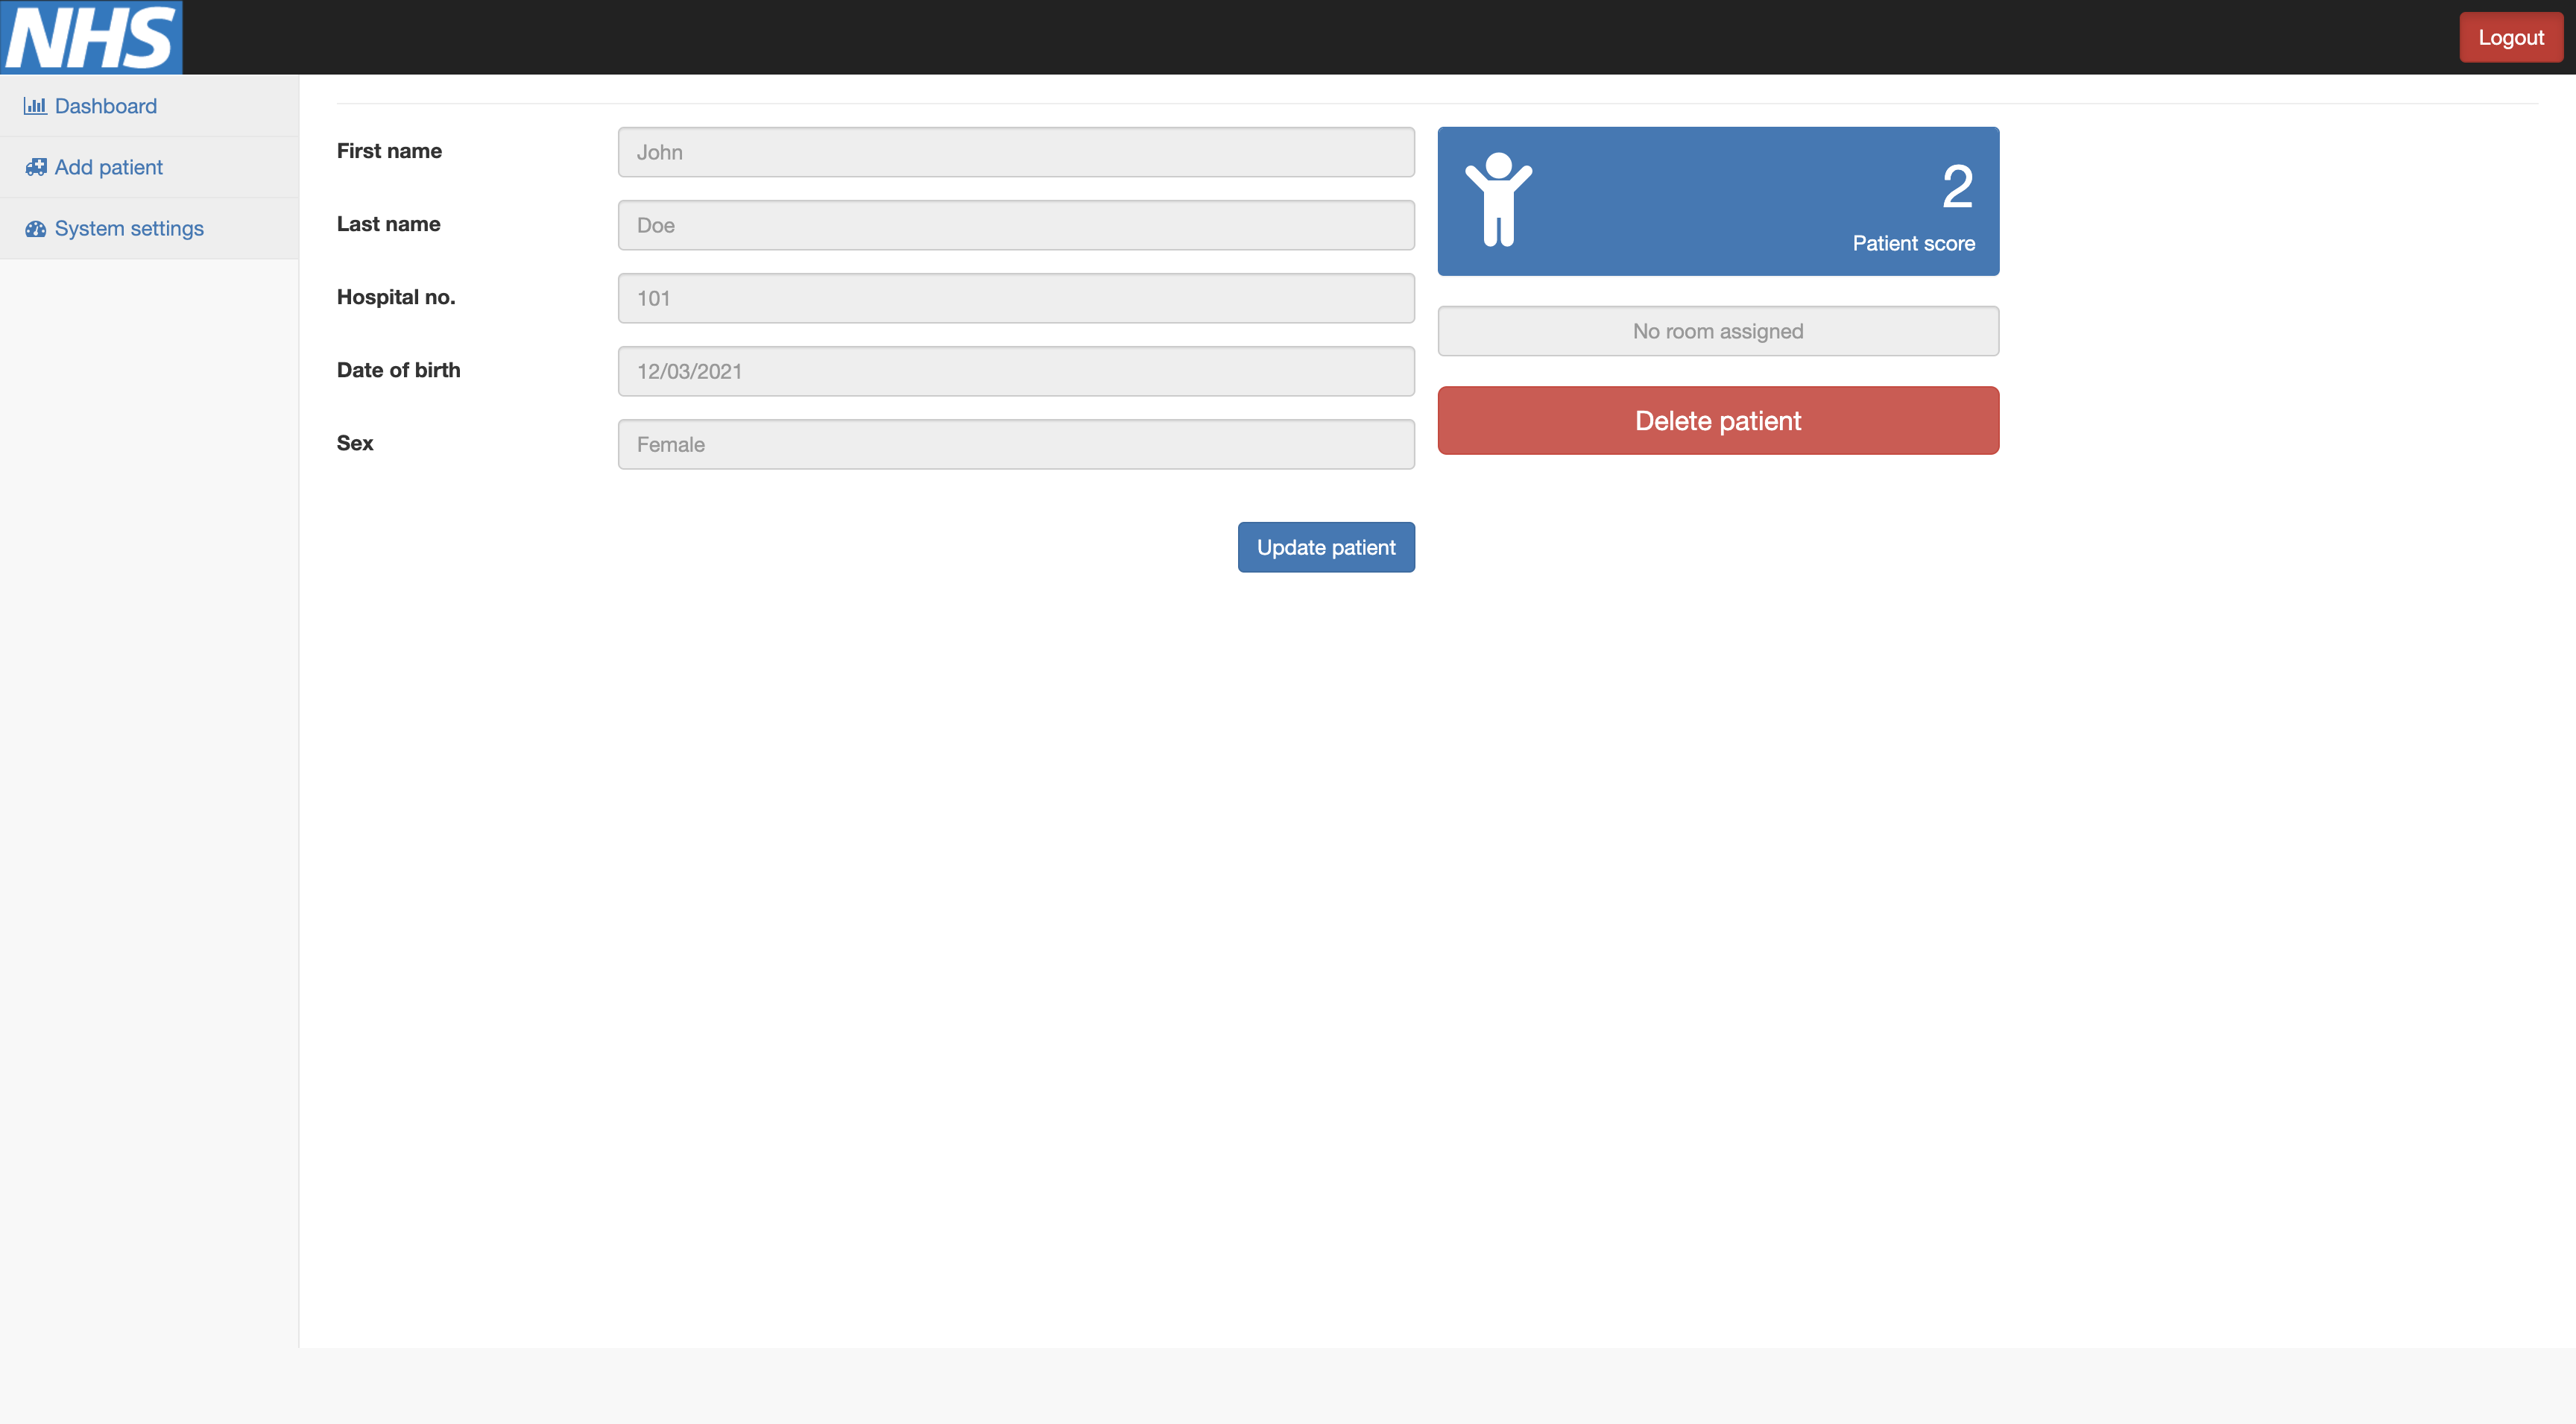 NHS
Logout
Dashboard
Add patient
System settings
First name
John
Last name
Doe
Hospital no.
101
Date of birth
12/03/2021
Sex
Female
Update patient
2
Patient score
No room assigned
Delete patient